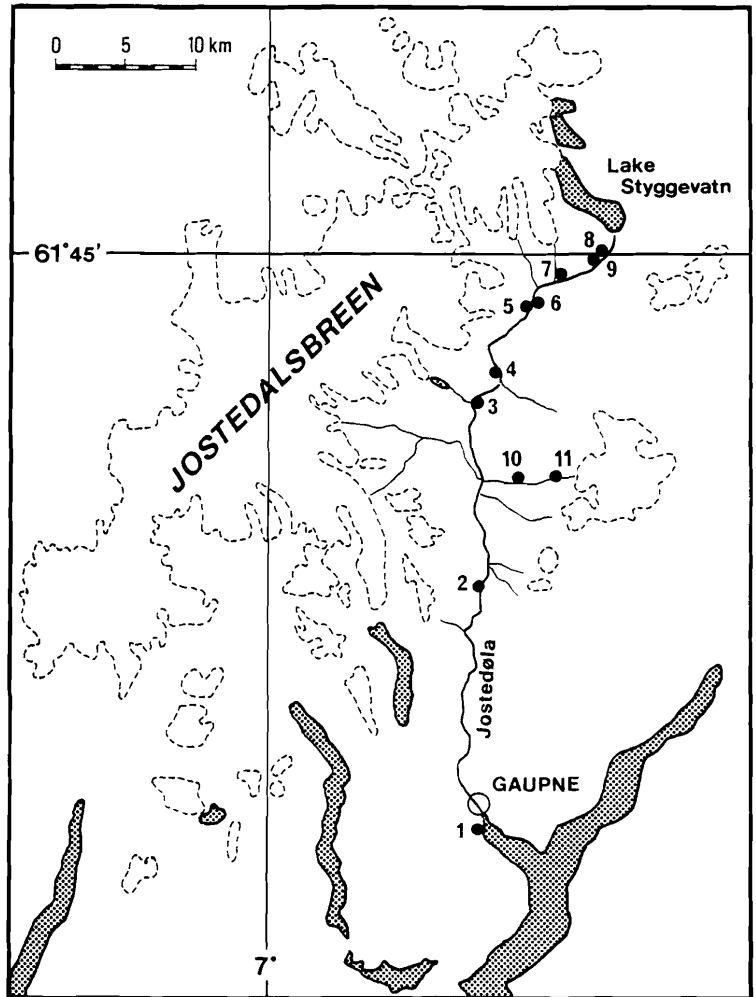 0 5 10 km
Lake
Styggevatn
8
61°45'
9
7
5 6
JOSTEDALSBREEN
4
3
10 11
2
Jostedøla
GAUPNE
1
7°